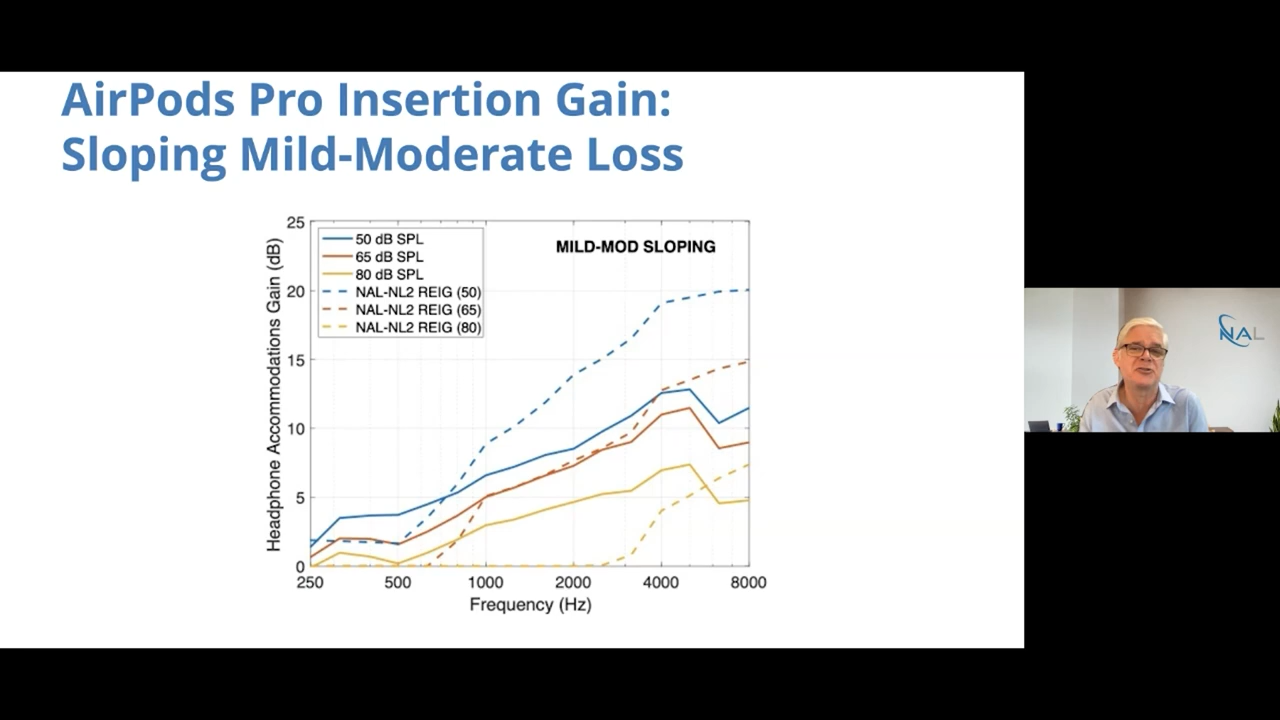 AirPods Pro Insertion Gain:
Sloping Mild-Moderate Loss
MILD-MOD SLOPING
50 dB SPL
65 dB SPL
80 dB SPL
NAL-NL2 REIG (50)
NAL-NL2 REIG (65)
NAL-NL2 REIG (80)
Headphone Accommodations Gain (dB)
25
20
15
10
5
0
250 500 1000 2000 4000 8000
Frequency (Hz)
NAL